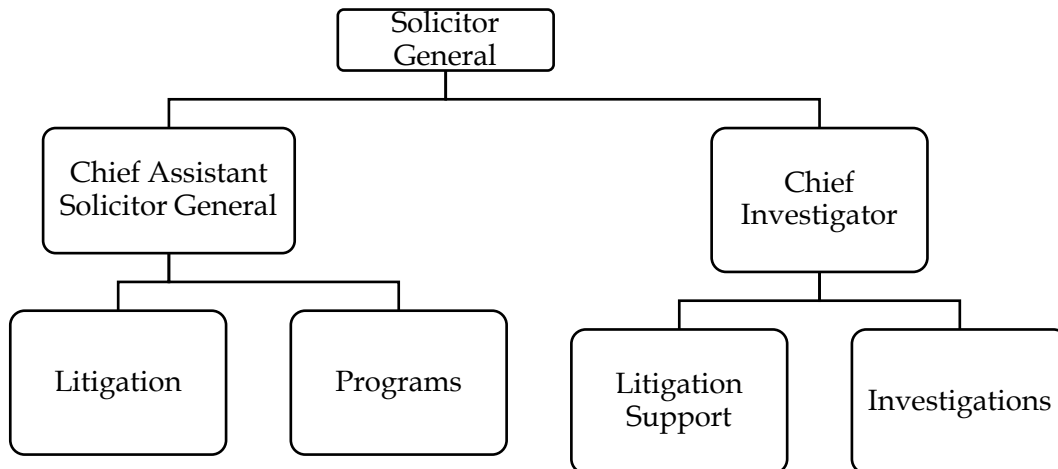 Solicitor
General
Chief Assistant
Solicitor General
Chief
Investigator
Litigation
Programs
Litigation
Support
Investigations